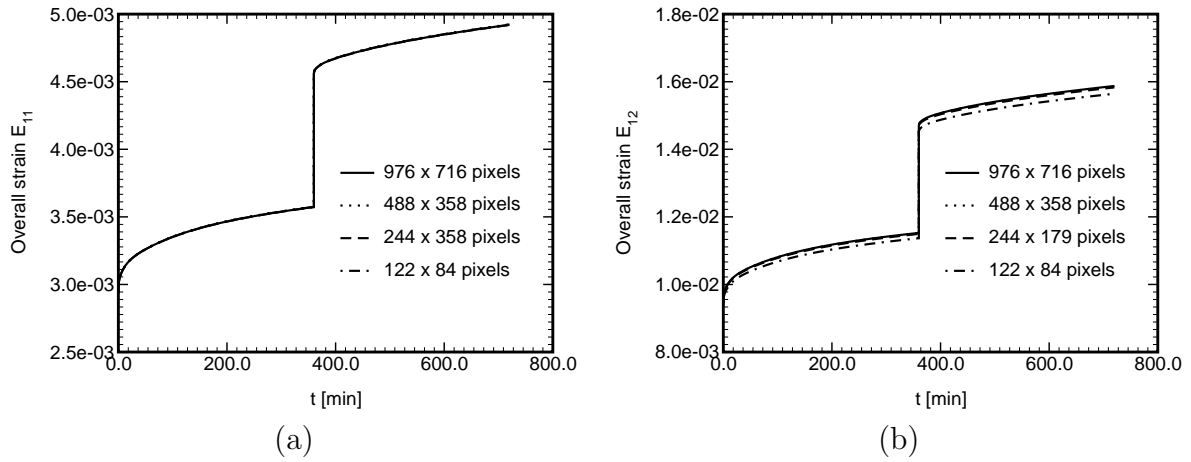 5.0e-03
4.5e-03
4.0e-03
3.5e-03
3.0e-03
2.5e-03
Overall strain E11
976 x 716 pixels
488 x 358 pixels
244 x 358 pixels
122 x 84 pixels
0.0
200.0
400.0
600.0
800.0
t [min]
(a)
1.8e-02
1.6e-02
1.4e-02
1.2e-02
1.0e-02
8.0e-03
Overall strain E12
976 x 716 pixels
488 x 358 pixels
244 x 179 pixels
122 x 84 pixels
0.0
200.0
400.0
600.0
800.0
t [min]
(b)